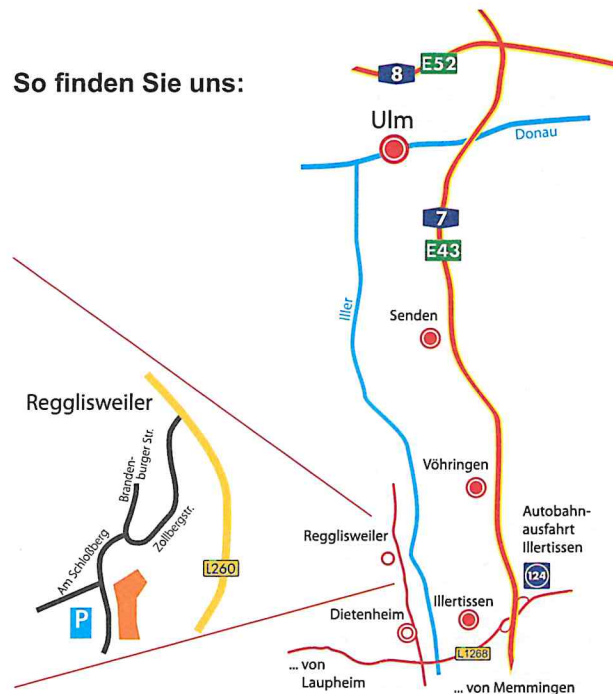 So finden Sie uns:
8
E52
Ulm
Donau
7
E43
Iller
Senden
Regglisweiler
Branden-
burger Str.
Zollbergstr.
Am Schloßberg
L260
P
Vöhringen
Autobahn-
ausfahrt
Illertissen
124
Regglisweiler
Dietenheim
Illertissen
L1268
... von
Laupheim
... von Memmingen